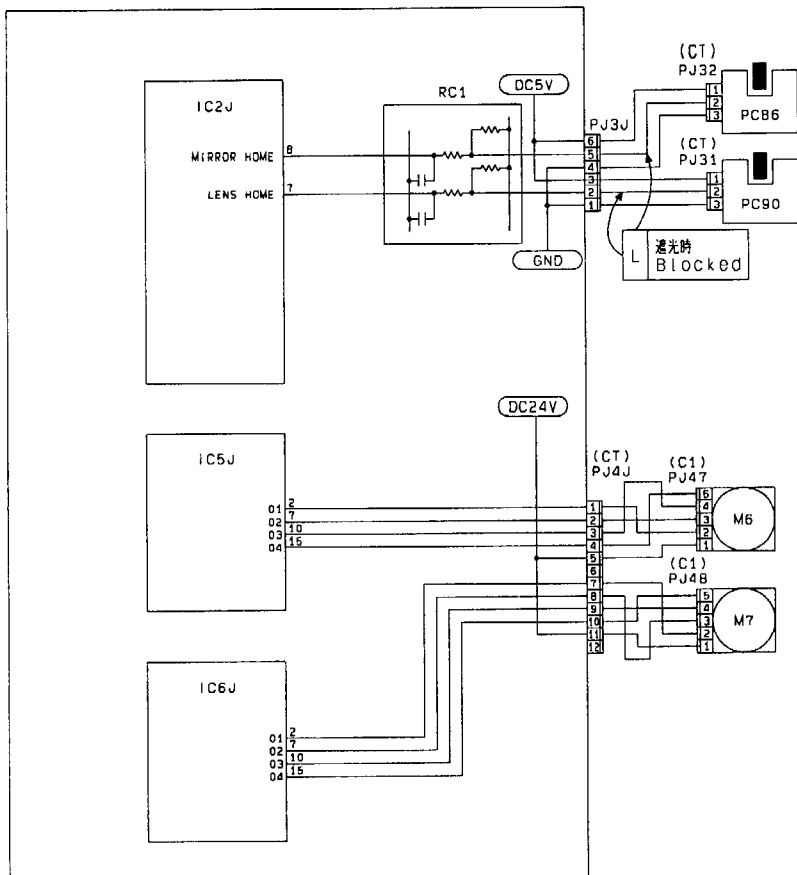 (CT)
PJ32
IC2J
RC1
DC5V
PJ3J
1
2
3
PC86
MIRROR HOME
8
LENS HOME
7
6
5
4
3
2
1
(CT)
PJ31
1
2
3
PC90
GND
L
遮光時
Blocked
DC24V
IC5J
(CT)
PJ4J
(C1)
PJ47
01 2
02 7
03 10
04 15
1
2
3
4
5
6
7
8
9
10
11
12
4
3
2
1
M6
(C1)
PJ48
5
4
3
2
1
M7
IC6J
01 2
02 7
03 10
04 15